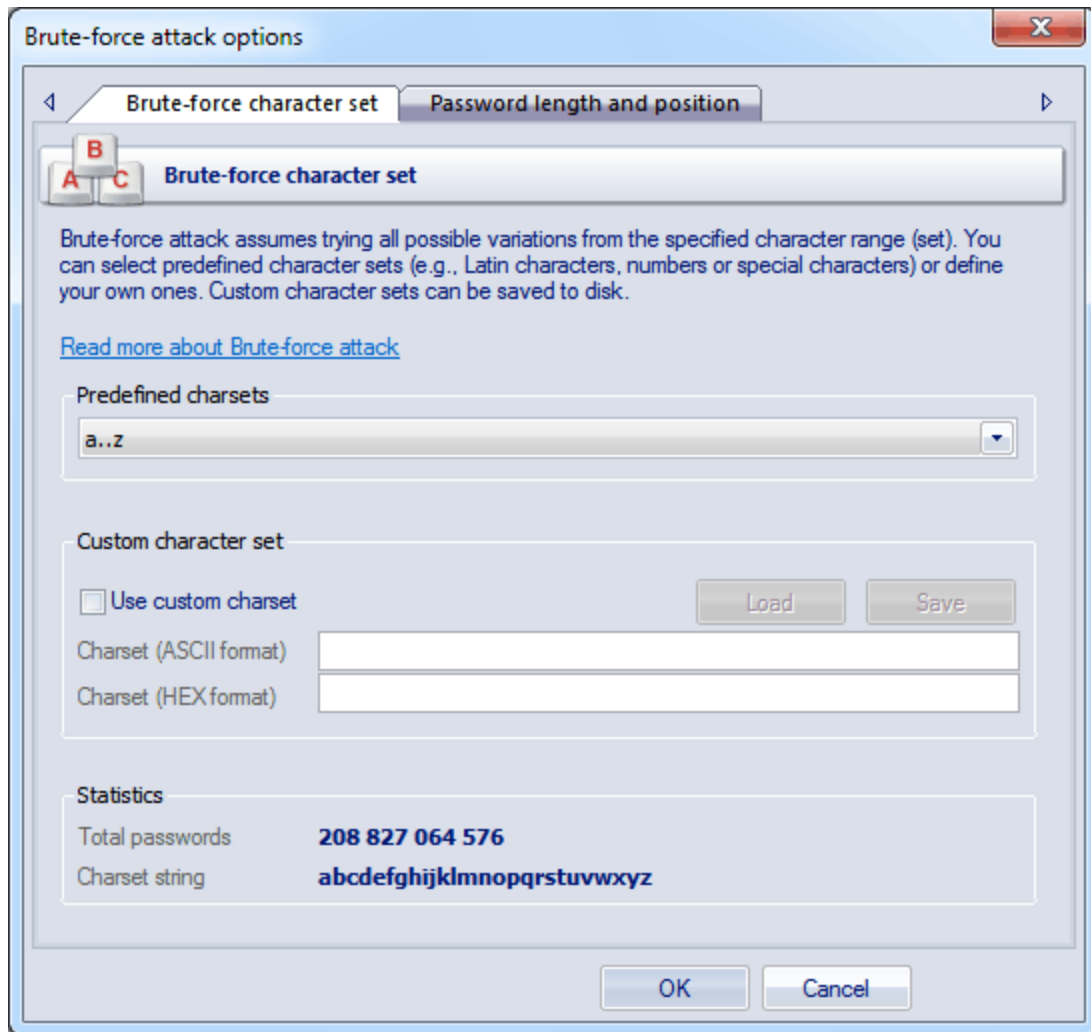 Brute-force attack options
Brute-force character set
Password length and position
A B C
Brute-force character set
Brute-force attack assumes trying all possible variations from the specified character range (set). You
can select predefined character sets (e.g., Latin characters, numbers or special characters) or define
your own ones. Custom character sets can be saved to disk.
Read more about Brute-force attack
Predefined charsets
a..z
Custom character set
Use custom charset
Load
Save
Charset (ASCII format)
Charset (HEX format)
Statistics
Total passwords 208 827 064 576
Charset string abcdefghijklmnopqrstuvwxyz
OK
Cancel